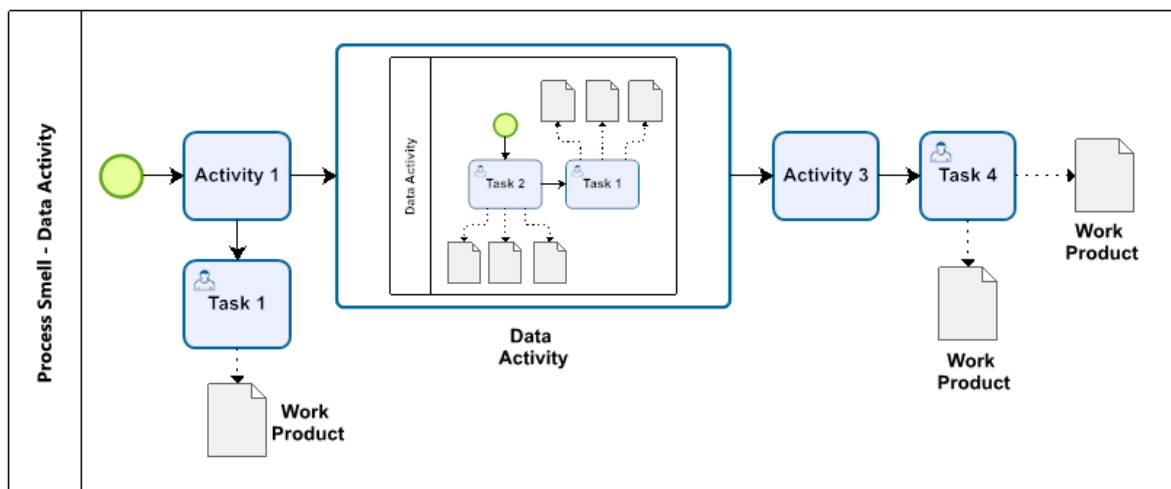 Process Smell - Data Activity
Activity 1
Task 1
Work
Product
Data Activity
Task 2
Task 1
Data
Activity
Activity 3
Task 4
Work
Product
Work
Product